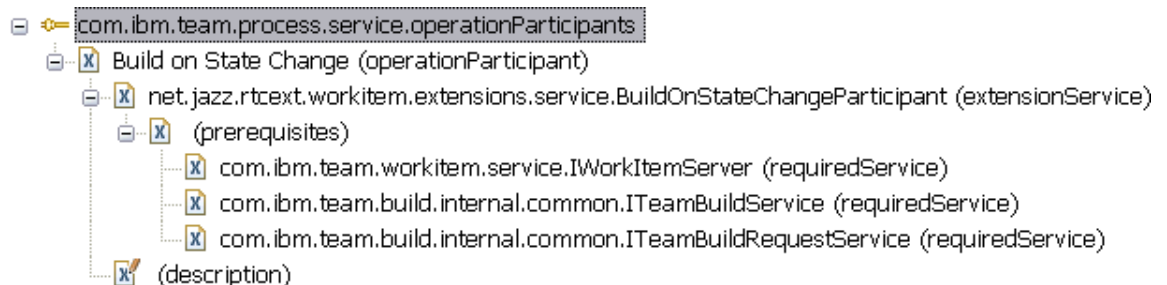 com.ibm.team.process.service.operationParticipants
Build on State Change (operationParticipant)
net.jazz.rtcext.workitem.extensions.service.BuildOnStateChangeParticipant (extensionService)
(prerequisites)
com.ibm.team.workitem.service.IWorkItemServer (requiredService)
com.ibm.team.build.internal.common.ITeamBuildService (requiredService)
com.ibm.team.build.internal.common.ITeamBuildRequestService (requiredService)
(description)